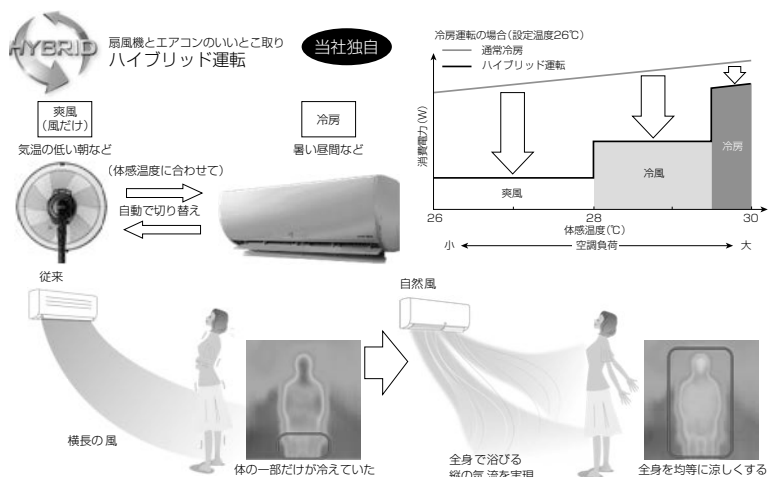 HYBRID
扇風機とエアコンのいいとこ取り
ハイブリッド運転
当社独自
爽風
(風だけ)
気温の低い朝など
冷房
暑い昼間など
(体感温度に合わせて)
自動で切り替え
冷房運転の場合(設定温度26℃)
通常冷房
ハイブリッド運転
消費電力(W)
爽風
冷風
冷房
26
28
30
体感温度(℃)
小
空調負荷
大
従来
横長の風
体の一部だけが冷えていた
自然風
全身で浴びる
縦の気流を実現
全身を均等に涼しくする